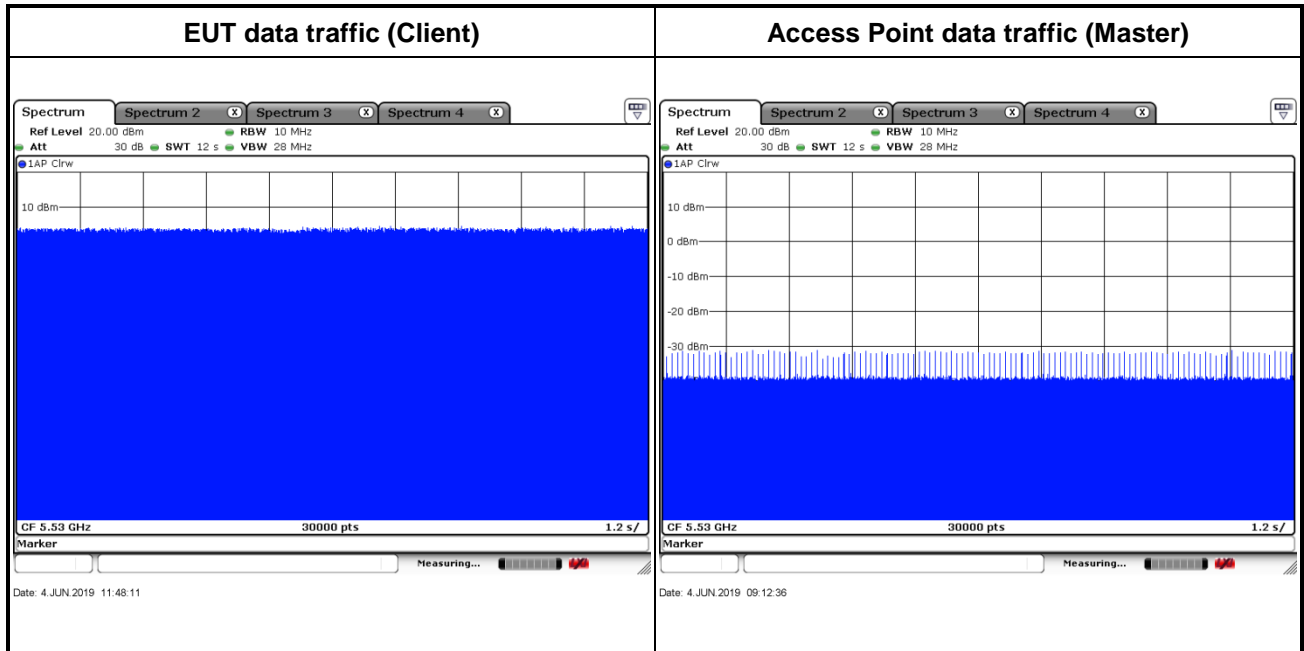 EUT data traffic (Client)
Spectrum Spectrum 2 X Spectrum 3 X Spectrum 4 X
Ref Level 20.00 dBm RBW 10 MHz
Att 30 dB SWT 12 s VBW 28 MHz
1AP Clrw
10 dBm
CF 5.53 GHz 30000 pts 1.2 s/
Marker
Measuring...
Date: 4.JUN.2019 11:48:11
Access Point data traffic (Master)
Spectrum Spectrum 2 X Spectrum 3 X Spectrum 4 X
Ref Level 20.00 dBm RBW 10 MHz
Att 30 dB SWT 12 s VBW 28 MHz
1AP Clrw
10 dBm
0 dBm
-10 dBm
-20 dBm
-30 dBm
CF 5.53 GHz 30000 pts 1.2 s/
Marker
Measuring...
Date: 4.JUN.2019 09:12:36